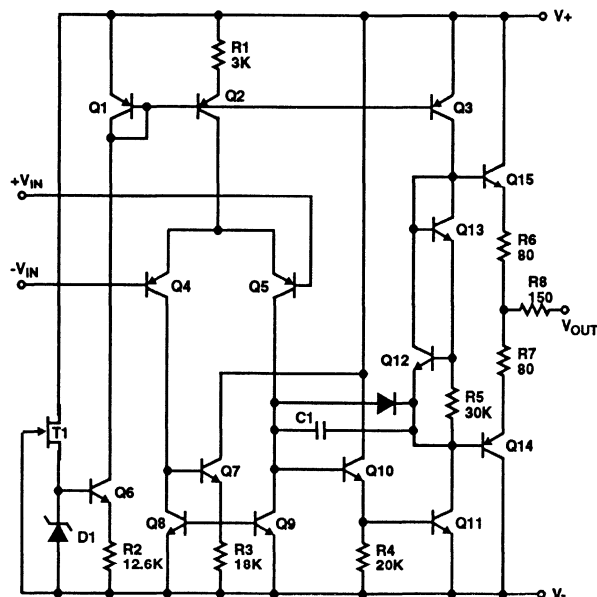 V+
R1
3K
Q1
Q2
Q3
+VIN
Q15
Q13
R6
80
-VIN
Q4
Q5
R8
150
VOUT
Q12
R7
80
C1
R5
30K
T1
Q14
Q7
Q10
Q6
Q8
Q9
Q11
D1
R2
12.6K
R3
18K
R4
20K
V-